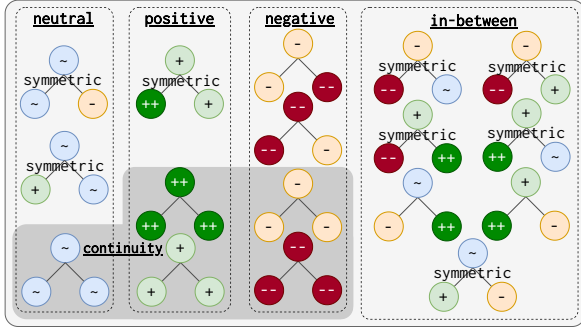 neutral
~
symmetric
~ -
~
symmetric
+ ~
~
~ ~
continuity
positive
+
symmetric
++ +
++
++ ++
+
+ +
negative
-
- --
--
-- -
-
- -
--
-- --
in-between
-
symmetric
-- ~
-
symmetric
-- +
+
symmetric
-- ++
+
symmetric
++ ~
~
- ++
+
++ -
~
symmetric
+ -